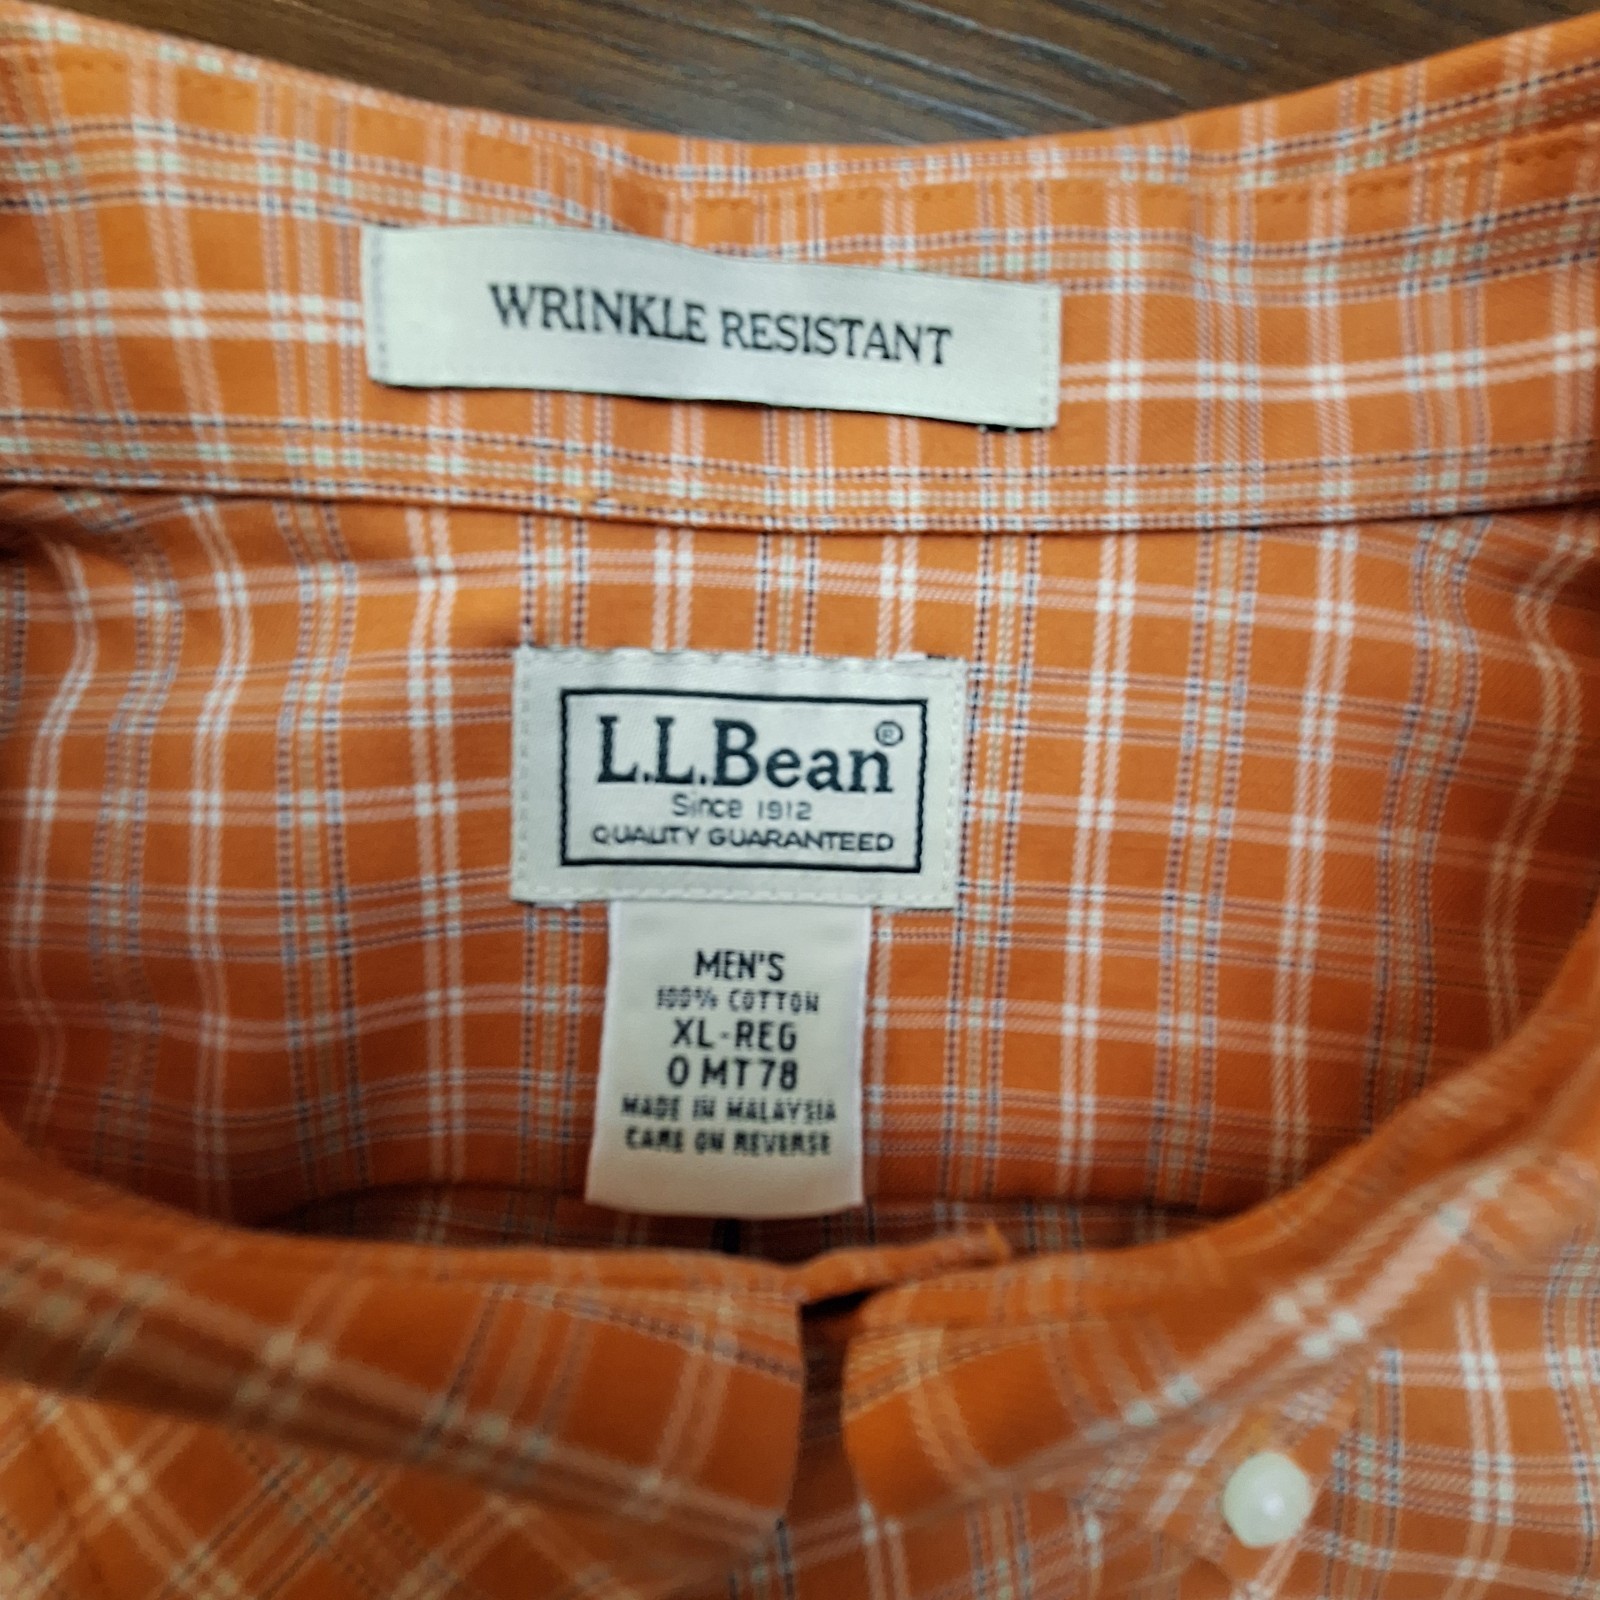 WRINKLE RESISTANT
L.L.Bean®
Since 1912
QUALITY GUARANTEED
MEN'S
100% COTTON
XL-REG
0 MT78
MADE IN MALAYSIA
CARE ON REVERSE